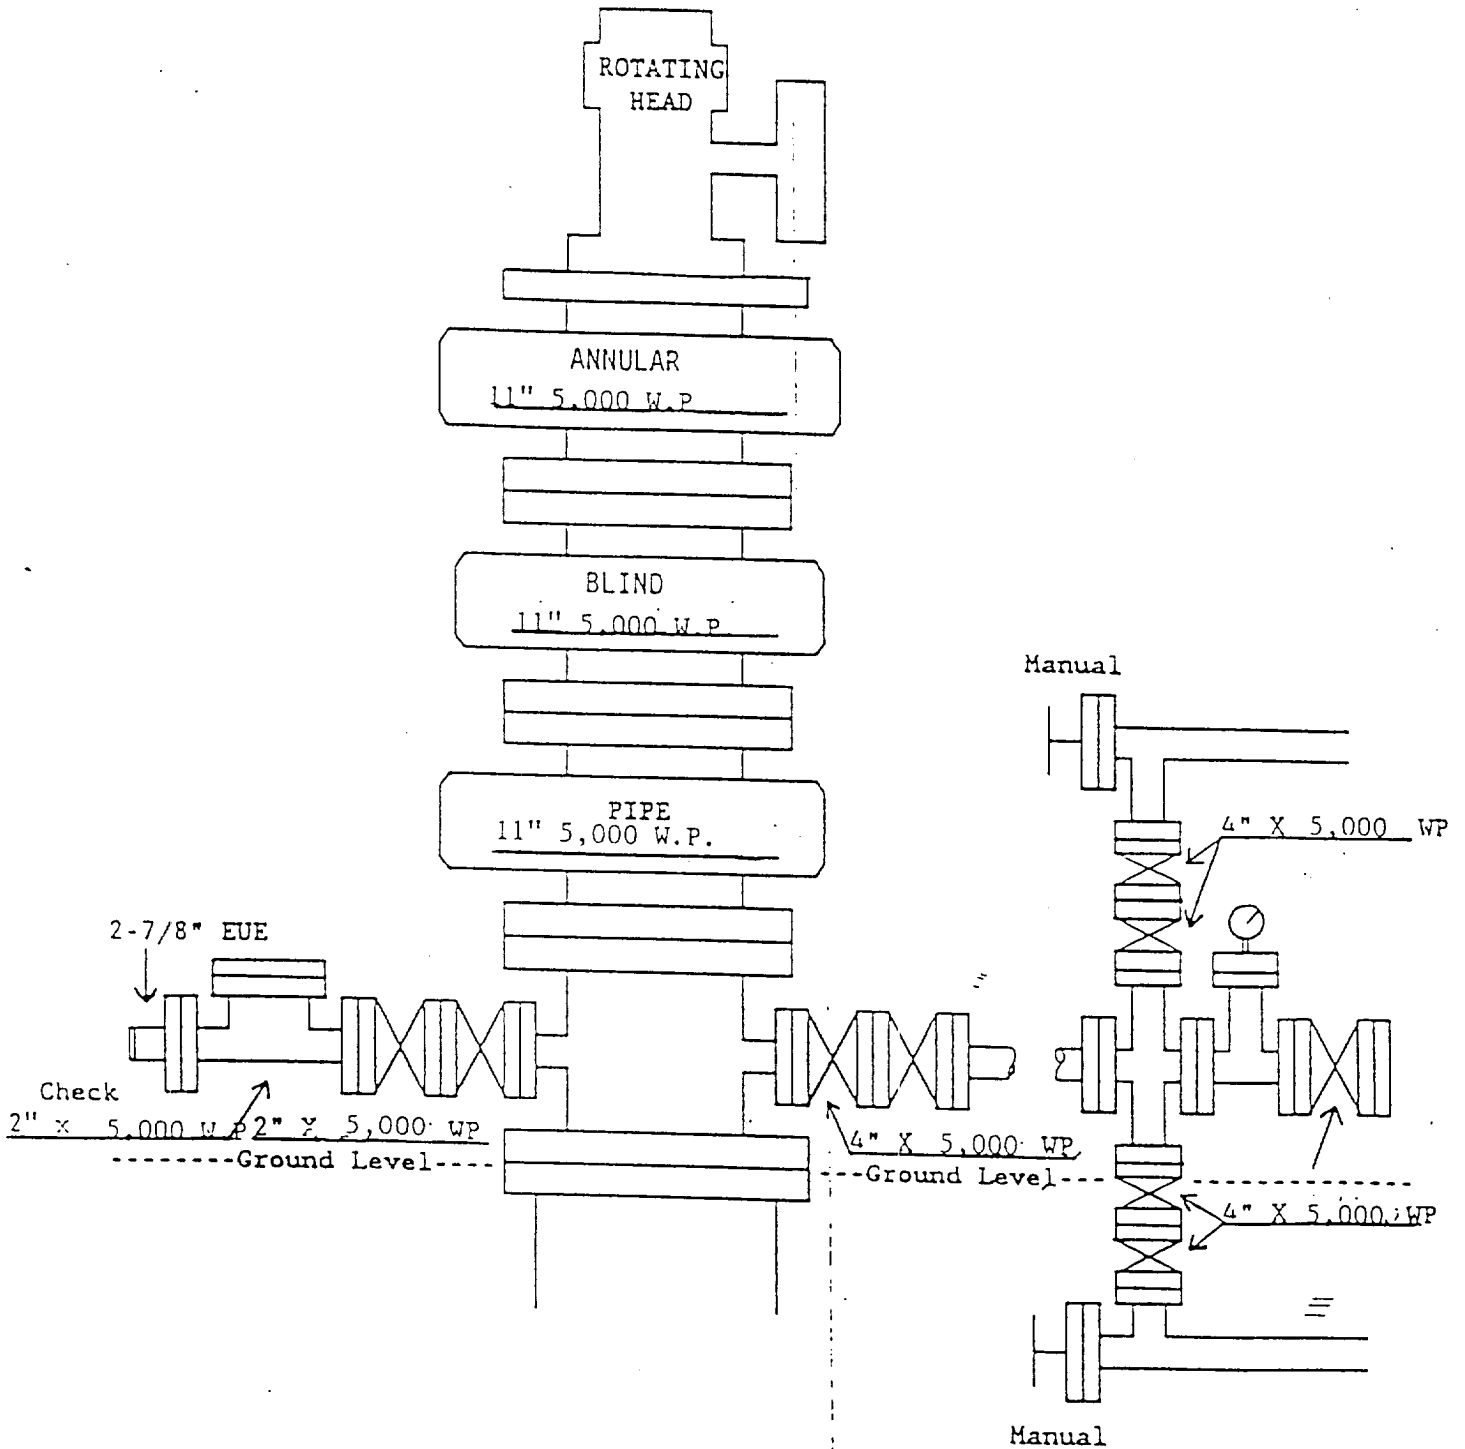 ROTATING
HEAD
ANNULAR
11" 5,000 W.P
BLIND
11" 5,000 W.P.
PIPE
11" 5,000 W.P.
Manual
4" X 5,000 WP
2-7/8" EUE
Check
2" x 5,000 W.P
2" X 5,000 WP
--------Ground Level----
4" X 5,000 WP
---Ground Level---
4" X 5,000 WP
Manual